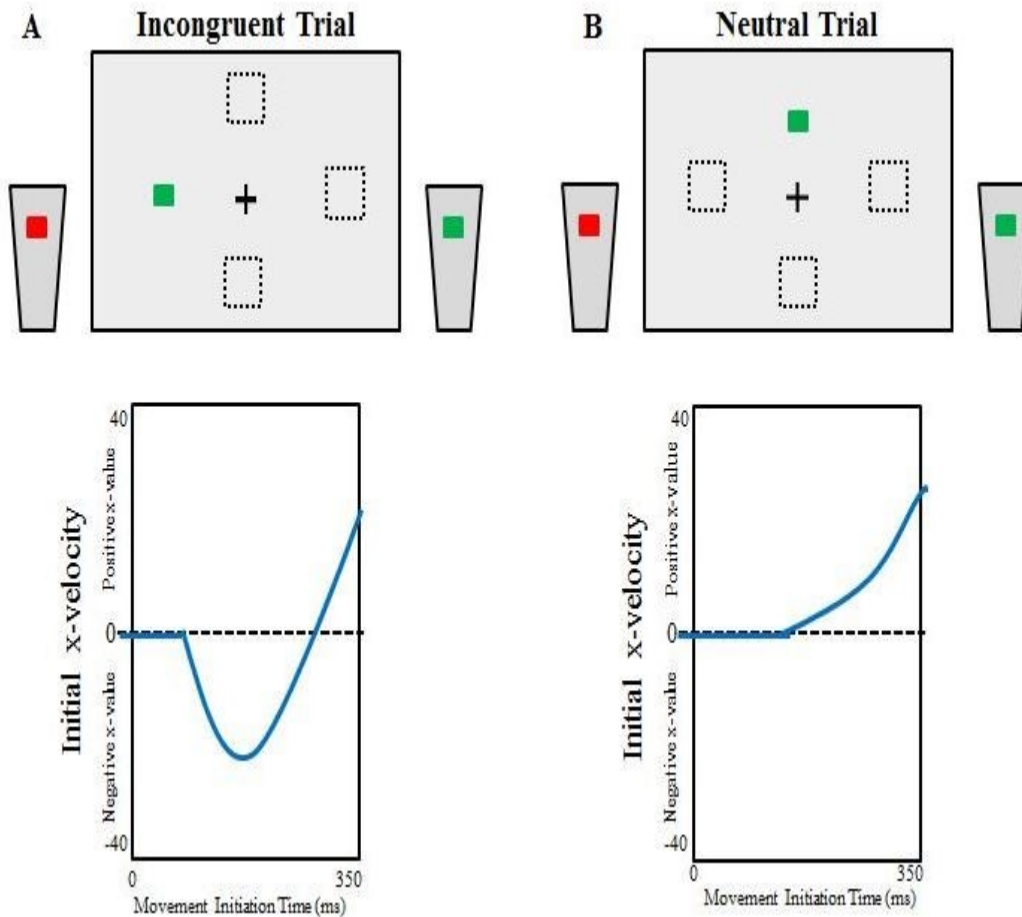 A
Incongruent Trial
B
Neutral Trial
40
Positive x-value
0
Initial x-velocity
Negative x-value
-40
0
350
Movement Initiation Time (ms)
40
Positive x-value
0
Initial x-velocity
Negative x-value
-40
0
350
Movement Initiation Time (ms)